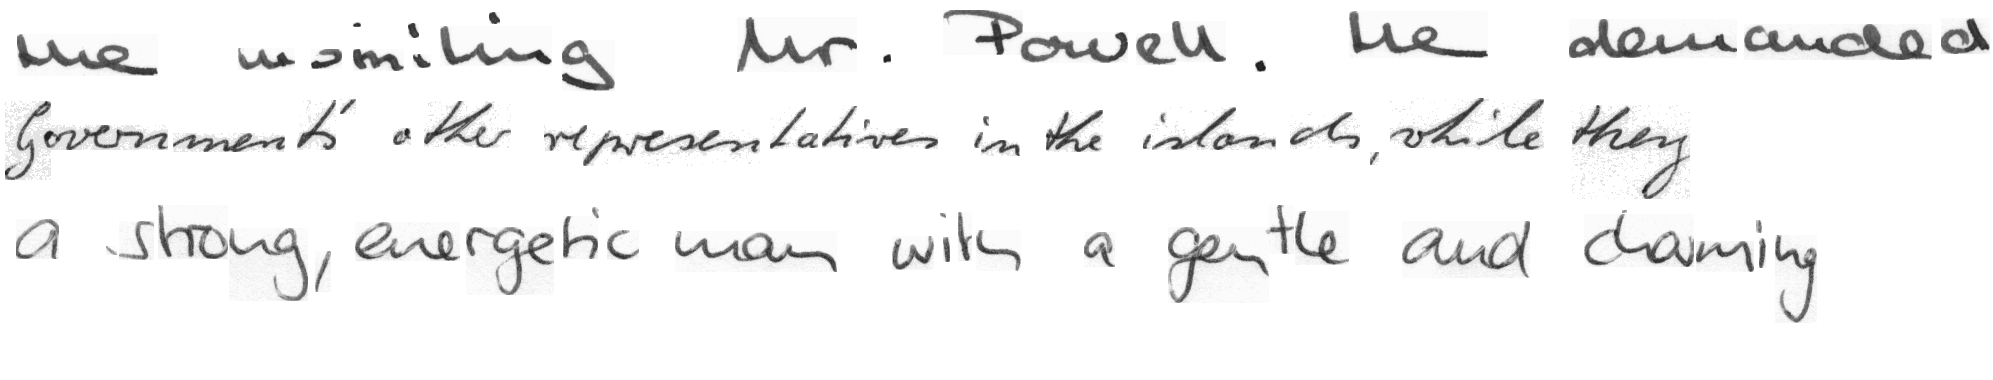 the unsmiling Mr. Powell. He demanded
Governments' other representatives in the islands, while they
a strong, energetic man with a gentle and charming